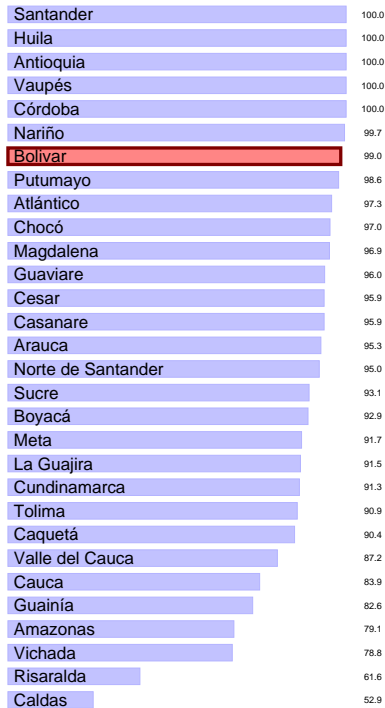 Santander 100.0
Huila 100.0
Antioquia 100.0
Vaupés 100.0
Córdoba 100.0
Nariño 99.7
Bolivar 99.0
Putumayo 98.6
Atlántico 97.3
Chocó 97.0
Magdalena 96.9
Guaviare 96.0
Cesar 95.9
Casanare 95.9
Arauca 95.3
Norte de Santander 95.0
Sucre 93.1
Boyacá 92.9
Meta 91.7
La Guajira 91.5
Cundinamarca 91.3
Tolima 90.9
Caquetá 90.4
Valle del Cauca 87.2
Cauca 83.9
Guainía 82.6
Amazonas 79.1
Vichada 78.8
Risaralda 61.6
Caldas 52.9